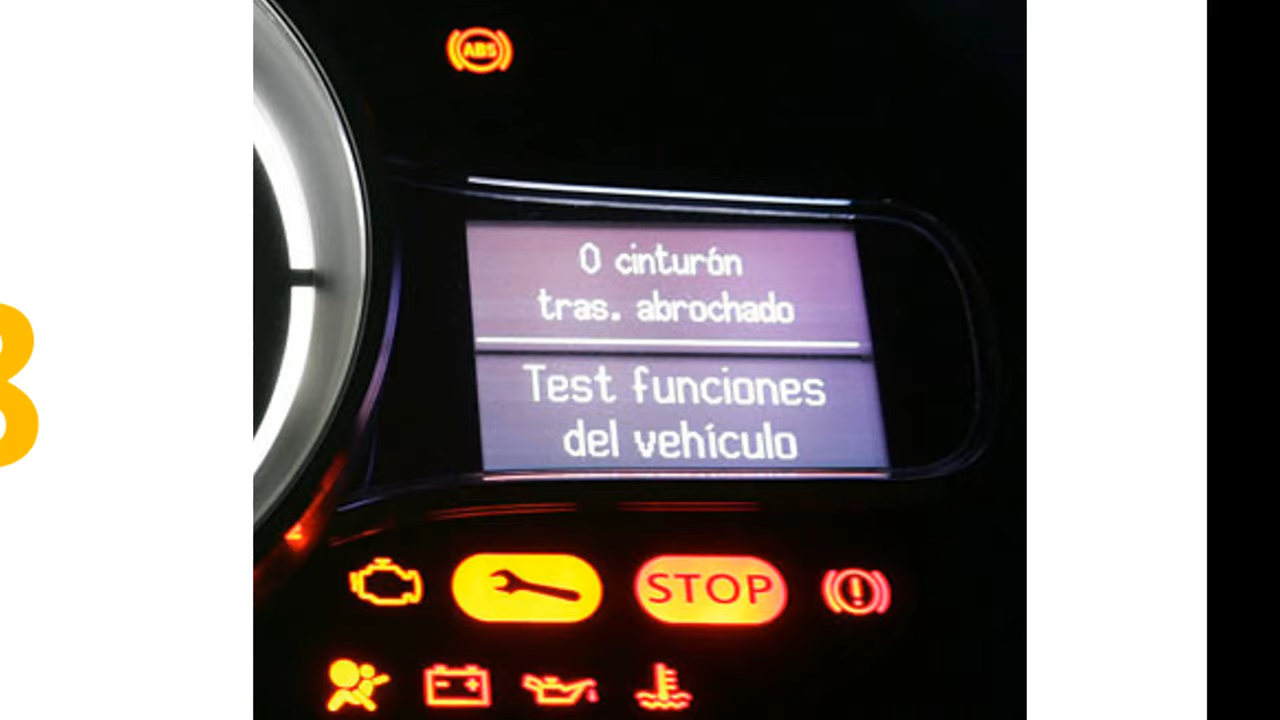 ABS
0 cinturón
tras. abrochado
Test funciones
del vehículo
STOP